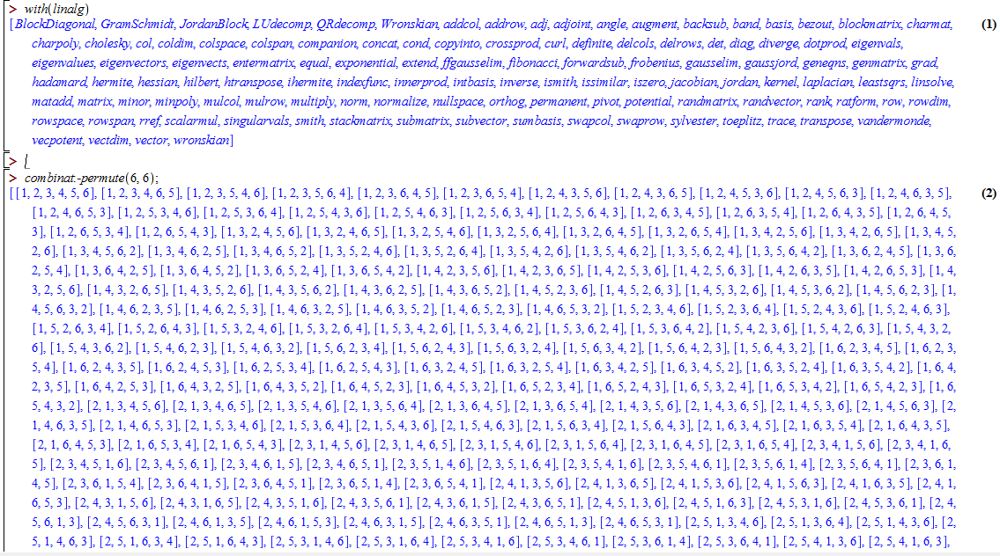 > with(linalg)
[BlockDiagonal, GramSchmidt, JordanBlock, LUdecomp, QRdecomp, Wronskian, addcol, addrow, adj, adjoint, angle, augment, backsub, band, basis, bezout, blockmatrix, charmat, (1)
charpoly, cholesky, col, coldim, colspace, colspan, companion, concat, cond, copyinto, crossprod, curl, definite, delcols, delrows, det, diag, diverge, dotprod, eigenvals,
eigenvalues, eigenvectors, eigenvects, entermatrix, equal, exponential, extend, ffgausselim, fibonacci, forwardsub, frobenius, gausselim, gaussjord, geneqns, genmatrix, grad,
hadamard, hermite, hessian, hilbert, htranspose, ihermite, indexfunc, innerprod, intbasis, inverse, ismith, issimilar, iszero, jacobian, jordan, kernel, laplacian, leastsqrs, linsolve,
matadd, matrix, minor, minpoly, mulcol, mulrow, multiply, norm, normalize, nullspace, orthog, permanent, pivot, potential, randmatrix, randvector, rank, ratform, row, rowdim,
rowspace, rowspan, rref, scalarmul, singularvals, smith, stackmatrix, submatrix, subvector, sumbasis, swapcol, swaprow, sylvester, toeplitz, trace, transpose, vandermonde,
vecpotent, vectdim, vector, wronskian]
>
> combinat:-permute(6, 6);
[[1, 2, 3, 4, 5, 6], [1, 2, 3, 4, 6, 5], [1, 2, 3, 5, 4, 6], [1, 2, 3, 5, 6, 4], [1, 2, 3, 6, 4, 5], [1, 2, 3, 6, 5, 4], [1, 2, 4, 3, 5, 6], [1, 2, 4, 3, 6, 5], [1, 2, 4, 5, 3, 6], [1, 2, 4, 5, 6, 3], [1, 2, 4, 6, 3, 5], (2)
[1, 2, 4, 6, 5, 3], [1, 2, 5, 3, 4, 6], [1, 2, 5, 3, 6, 4], [1, 2, 5, 4, 3, 6], [1, 2, 5, 4, 6, 3], [1, 2, 5, 6, 3, 4], [1, 2, 5, 6, 4, 3], [1, 2, 6, 3, 4, 5], [1, 2, 6, 3, 5, 4], [1, 2, 6, 4, 3, 5], [1, 2, 6, 4, 5,
3], [1, 2, 6, 5, 3, 4], [1, 2, 6, 5, 4, 3], [1, 3, 2, 4, 5, 6], [1, 3, 2, 4, 6, 5], [1, 3, 2, 5, 4, 6], [1, 3, 2, 5, 6, 4], [1, 3, 2, 6, 4, 5], [1, 3, 2, 6, 5, 4], [1, 3, 4, 2, 5, 6], [1, 3, 4, 2, 6, 5], [1, 3, 4, 5,
2, 6], [1, 3, 4, 5, 6, 2], [1, 3, 4, 6, 2, 5], [1, 3, 4, 6, 5, 2], [1, 3, 5, 2, 4, 6], [1, 3, 5, 2, 6, 4], [1, 3, 5, 4, 2, 6], [1, 3, 5, 4, 6, 2], [1, 3, 5, 6, 2, 4], [1, 3, 5, 6, 4, 2], [1, 3, 6, 2, 4, 5], [1, 3, 6,
2, 5, 4], [1, 3, 6, 4, 2, 5], [1, 3, 6, 4, 5, 2], [1, 3, 6, 5, 2, 4], [1, 3, 6, 5, 4, 2], [1, 4, 2, 3, 5, 6], [1, 4, 2, 3, 6, 5], [1, 4, 2, 5, 3, 6], [1, 4, 2, 5, 6, 3], [1, 4, 2, 6, 3, 5], [1, 4, 2, 6, 5, 3], [1, 4,
3, 2, 5, 6], [1, 4, 3, 2, 6, 5], [1, 4, 3, 5, 2, 6], [1, 4, 3, 5, 6, 2], [1, 4, 3, 6, 2, 5], [1, 4, 3, 6, 5, 2], [1, 4, 5, 2, 3, 6], [1, 4, 5, 2, 6, 3], [1, 4, 5, 3, 2, 6], [1, 4, 5, 3, 6, 2], [1, 4, 5, 6, 2, 3], [1,
4, 5, 6, 3, 2], [1, 4, 6, 2, 3, 5], [1, 4, 6, 2, 5, 3], [1, 4, 6, 3, 2, 5], [1, 4, 6, 3, 5, 2], [1, 4, 6, 5, 2, 3], [1, 4, 6, 5, 3, 2], [1, 5, 2, 3, 4, 6], [1, 5, 2, 3, 6, 4], [1, 5, 2, 4, 3, 6], [1, 5, 2, 4, 6, 3],
[1, 5, 2, 6, 3, 4], [1, 5, 2, 6, 4, 3], [1, 5, 3, 2, 4, 6], [1, 5, 3, 2, 6, 4], [1, 5, 3, 4, 2, 6], [1, 5, 3, 4, 6, 2], [1, 5, 3, 6, 2, 4], [1, 5, 3, 6, 4, 2], [1, 5, 4, 2, 3, 6], [1, 5, 4, 2, 6, 3], [1, 5, 4, 3, 2,
6], [1, 5, 4, 3, 6, 2], [1, 5, 4, 6, 2, 3], [1, 5, 4, 6, 3, 2], [1, 5, 6, 2, 3, 4], [1, 5, 6, 2, 4, 3], [1, 5, 6, 3, 2, 4], [1, 5, 6, 3, 4, 2], [1, 5, 6, 4, 2, 3], [1, 5, 6, 4, 3, 2], [1, 6, 2, 3, 4, 5], [1, 6, 2, 3,
5, 4], [1, 6, 2, 4, 3, 5], [1, 6, 2, 4, 5, 3], [1, 6, 2, 5, 3, 4], [1, 6, 2, 5, 4, 3], [1, 6, 3, 2, 4, 5], [1, 6, 3, 2, 5, 4], [1, 6, 3, 4, 2, 5], [1, 6, 3, 4, 5, 2], [1, 6, 3, 5, 2, 4], [1, 6, 3, 5, 4, 2], [1, 6, 4,
2, 3, 5], [1, 6, 4, 2, 5, 3], [1, 6, 4, 3, 2, 5], [1, 6, 4, 3, 5, 2], [1, 6, 4, 5, 2, 3], [1, 6, 4, 5, 3, 2], [1, 6, 5, 2, 3, 4], [1, 6, 5, 2, 4, 3], [1, 6, 5, 3, 2, 4], [1, 6, 5, 3, 4, 2], [1, 6, 5, 4, 2, 3], [1, 6,
5, 4, 3, 2], [2, 1, 3, 4, 5, 6], [2, 1, 3, 4, 6, 5], [2, 1, 3, 5, 4, 6], [2, 1, 3, 5, 6, 4], [2, 1, 3, 6, 4, 5], [2, 1, 3, 6, 5, 4], [2, 1, 4, 3, 5, 6], [2, 1, 4, 3, 6, 5], [2, 1, 4, 5, 3, 6], [2, 1, 4, 5, 6, 3], [2,
1, 4, 6, 3, 5], [2, 1, 4, 6, 5, 3], [2, 1, 5, 3, 4, 6], [2, 1, 5, 3, 6, 4], [2, 1, 5, 4, 3, 6], [2, 1, 5, 4, 6, 3], [2, 1, 5, 6, 3, 4], [2, 1, 5, 6, 4, 3], [2, 1, 6, 3, 4, 5], [2, 1, 6, 3, 5, 4], [2, 1, 6, 4, 3, 5],
[2, 1, 6, 4, 5, 3], [2, 1, 6, 5, 3, 4], [2, 1, 6, 5, 4, 3], [2, 3, 1, 4, 5, 6], [2, 3, 1, 4, 6, 5], [2, 3, 1, 5, 4, 6], [2, 3, 1, 5, 6, 4], [2, 3, 1, 6, 4, 5], [2, 3, 1, 6, 5, 4], [2, 3, 4, 1, 5, 6], [2, 3, 4, 1, 6,
5], [2, 3, 4, 5, 1, 6], [2, 3, 4, 5, 6, 1], [2, 3, 4, 6, 1, 5], [2, 3, 4, 6, 5, 1], [2, 3, 5, 1, 4, 6], [2, 3, 5, 1, 6, 4], [2, 3, 5, 4, 1, 6], [2, 3, 5, 4, 6, 1], [2, 3, 5, 6, 1, 4], [2, 3, 5, 6, 4, 1], [2, 3, 6, 1,
4, 5], [2, 3, 6, 1, 5, 4], [2, 3, 6, 4, 1, 5], [2, 3, 6, 4, 5, 1], [2, 3, 6, 5, 1, 4], [2, 3, 6, 5, 4, 1], [2, 4, 1, 3, 5, 6], [2, 4, 1, 3, 6, 5], [2, 4, 1, 5, 3, 6], [2, 4, 1, 5, 6, 3], [2, 4, 1, 6, 3, 5], [2, 4, 1,
6, 5, 3], [2, 4, 3, 1, 5, 6], [2, 4, 3, 1, 6, 5], [2, 4, 3, 5, 1, 6], [2, 4, 3, 5, 6, 1], [2, 4, 3, 6, 1, 5], [2, 4, 3, 6, 5, 1], [2, 4, 5, 1, 3, 6], [2, 4, 5, 1, 6, 3], [2, 4, 5, 3, 1, 6], [2, 4, 5, 3, 6, 1], [2, 4,
5, 6, 1, 3], [2, 4, 5, 6, 3, 1], [2, 4, 6, 1, 3, 5], [2, 4, 6, 1, 5, 3], [2, 4, 6, 3, 1, 5], [2, 4, 6, 3, 5, 1], [2, 4, 6, 5, 1, 3], [2, 4, 6, 5, 3, 1], [2, 5, 1, 3, 4, 6], [2, 5, 1, 3, 6, 4], [2, 5, 1, 4, 3, 6], [2,
5, 1, 4, 6, 3], [2, 5, 1, 6, 3, 4], [2, 5, 1, 6, 4, 3], [2, 5, 3, 1, 4, 6], [2, 5, 3, 1, 6, 4], [2, 5, 3, 4, 1, 6], [2, 5, 3, 4, 6, 1], [2, 5, 3, 6, 1, 4], [2, 5, 3, 6, 4, 1], [2, 5, 4, 1, 3, 6], [2, 5, 4, 1, 6, 3],